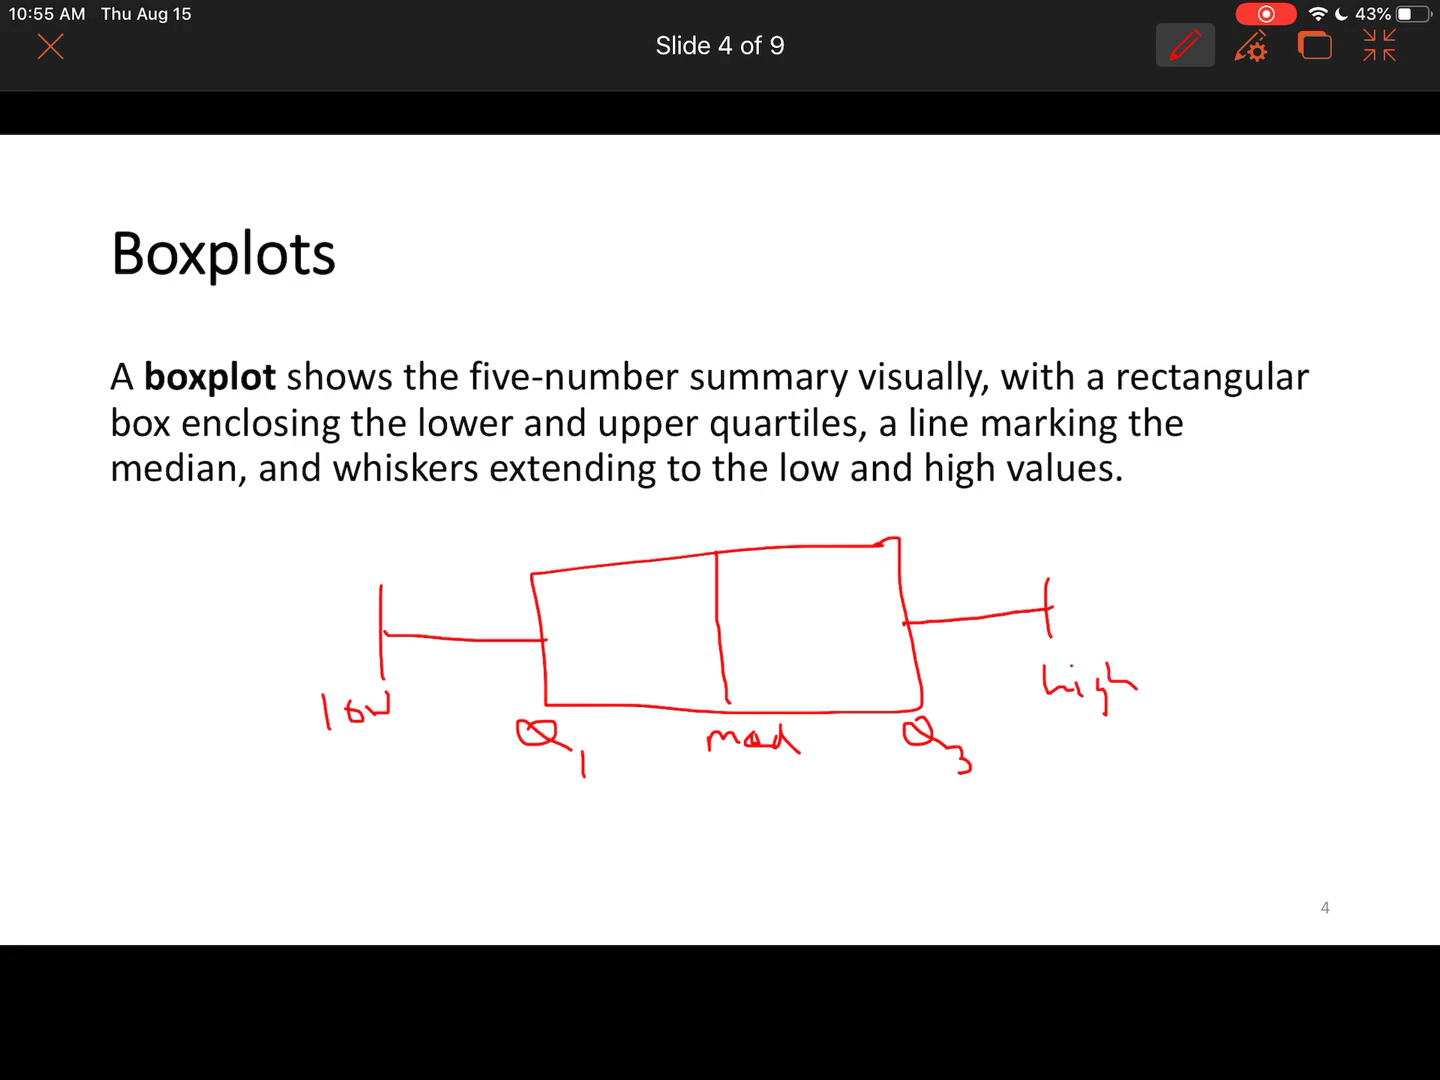 10:55 AM Thu Aug 15
43%
Slide 4 of 9
Boxplots
A boxplot shows the five-number summary visually, with a rectangular
box enclosing the lower and upper quartiles, a line marking the
median, and whiskers extending to the low and high values.
low
Q1
med
Q3
high
4